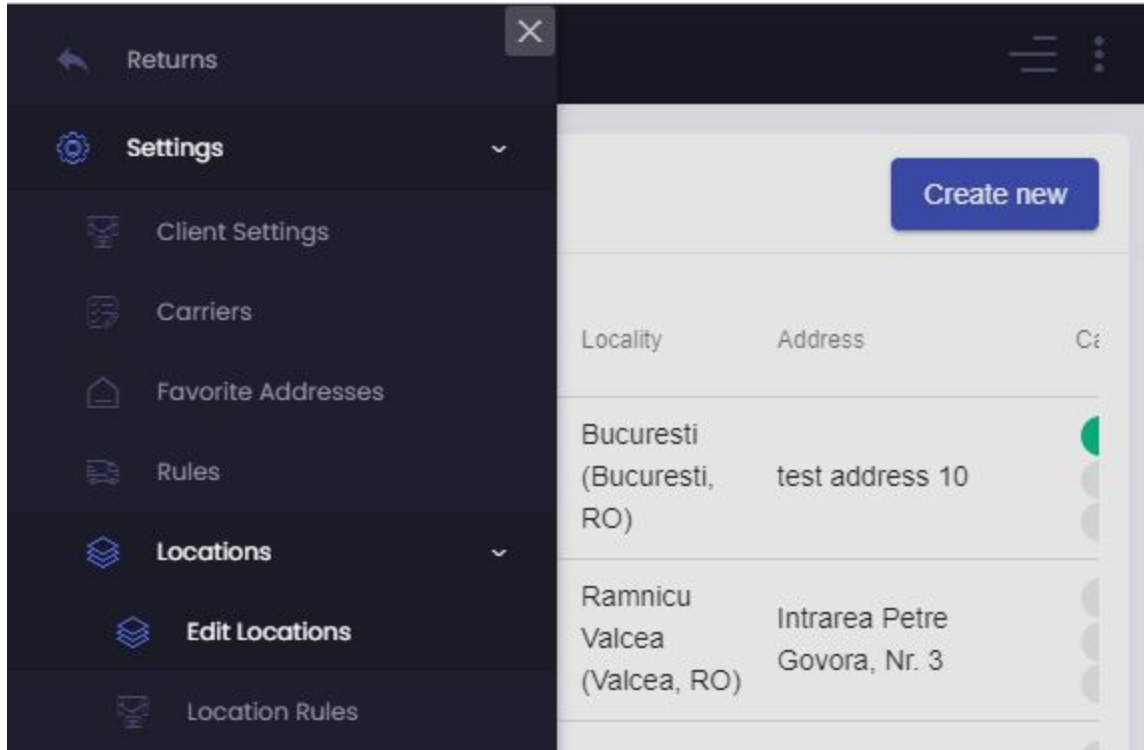 Returns
Settings
Client Settings
Carriers
Favorite Addresses
Rules
Locations
Edit Locations
Location Rules
Create new
Locality Address
Bucuresti
(Bucuresti,
RO)
test address 10
Ramnicu
Valcea
(Valcea, RO)
Intrarea Petre
Govora, Nr. 3